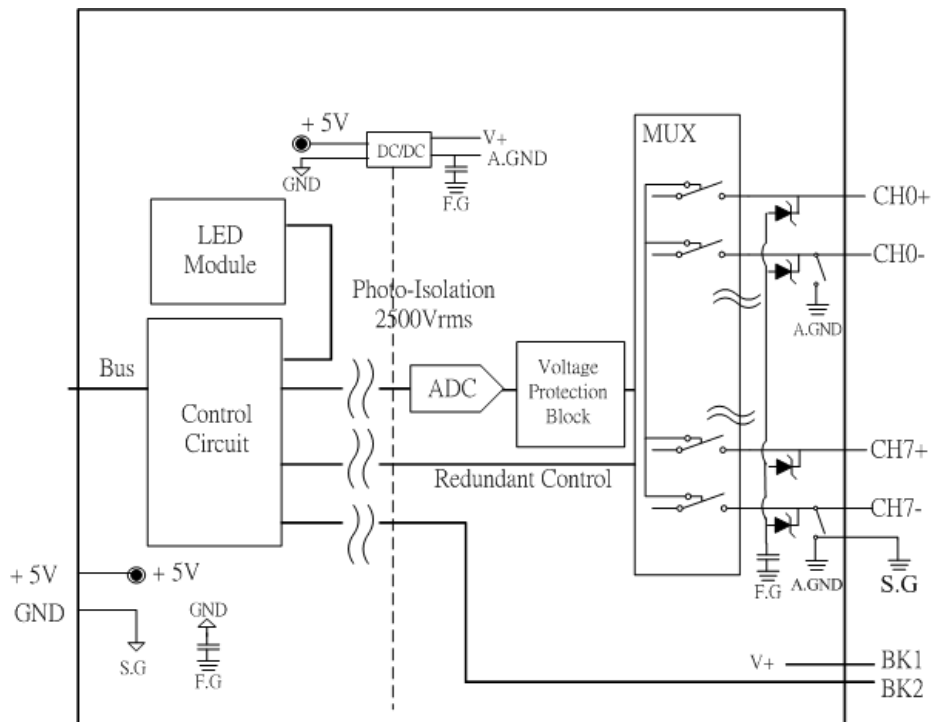 + 5V
DC/DC
V+
A.GND
GND
F.G
MUX
CH0+
CH0-
A.GND
LED
Module
Photo-Isolation
2500Vrms
Bus
Control
Circuit
ADC
Voltage
Protection
Block
Redundant Control
CH7+
CH7-
+ 5V
+ 5V
GND
GND
S.G
F.G
F.G
A.GND
S.G
V+
BK1
BK2